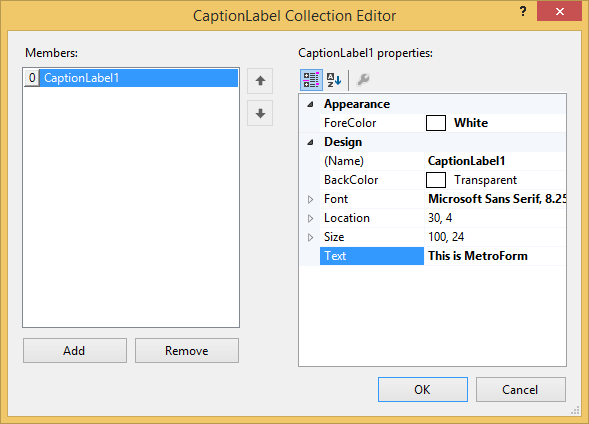 CaptionLabel Collection Editor
?
Members:
0 CaptionLabel1
Add
Remove
CaptionLabel1 properties:
A
Z
Appearance
ForeColor White
Design
(Name) CaptionLabel1
BackColor Transparent
Font Microsoft Sans Serif, 8.25
Location 30, 4
Size 100, 24
Text This is MetroForm
OK
Cancel